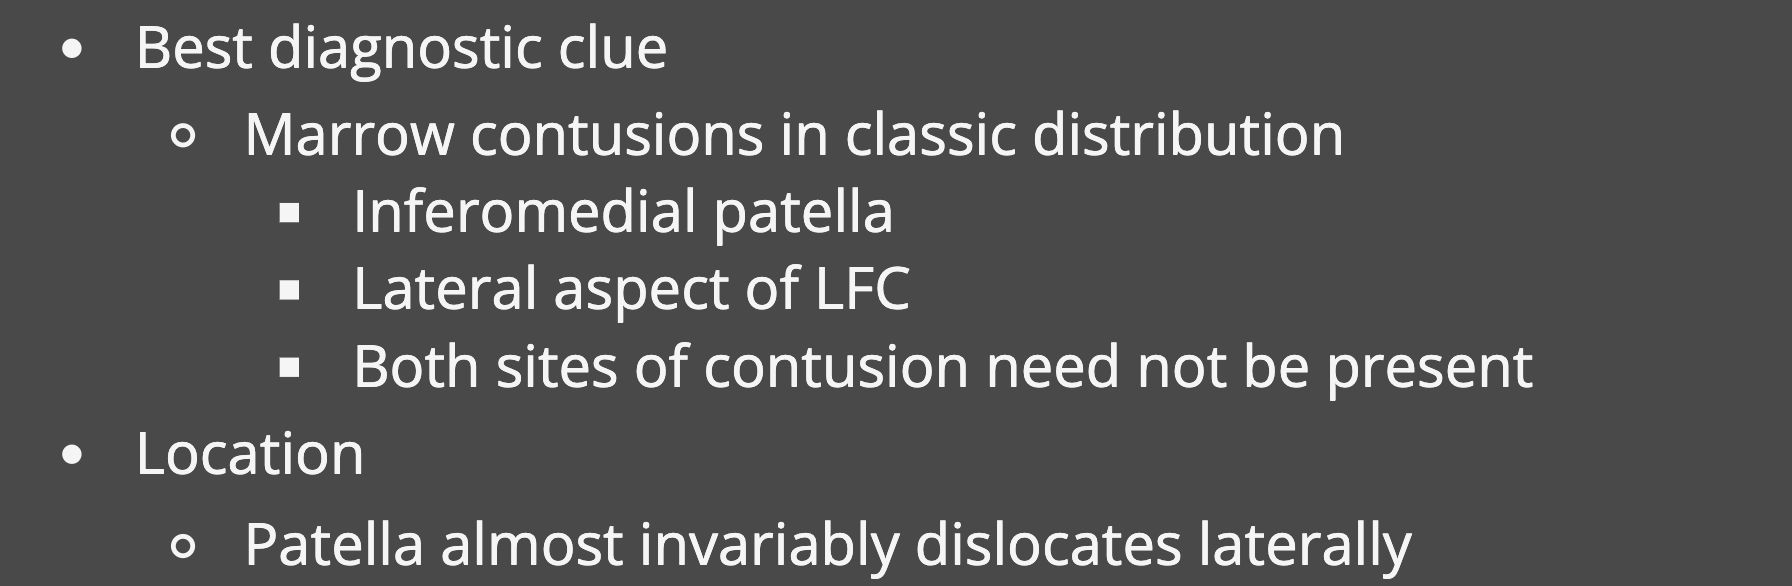 • Best diagnostic clue
○ Marrow contusions in classic distribution
▪ Inferomedial patella
▪ Lateral aspect of LFC
▪ Both sites of contusion need not be present
• Location
○ Patella almost invariably dislocates laterally